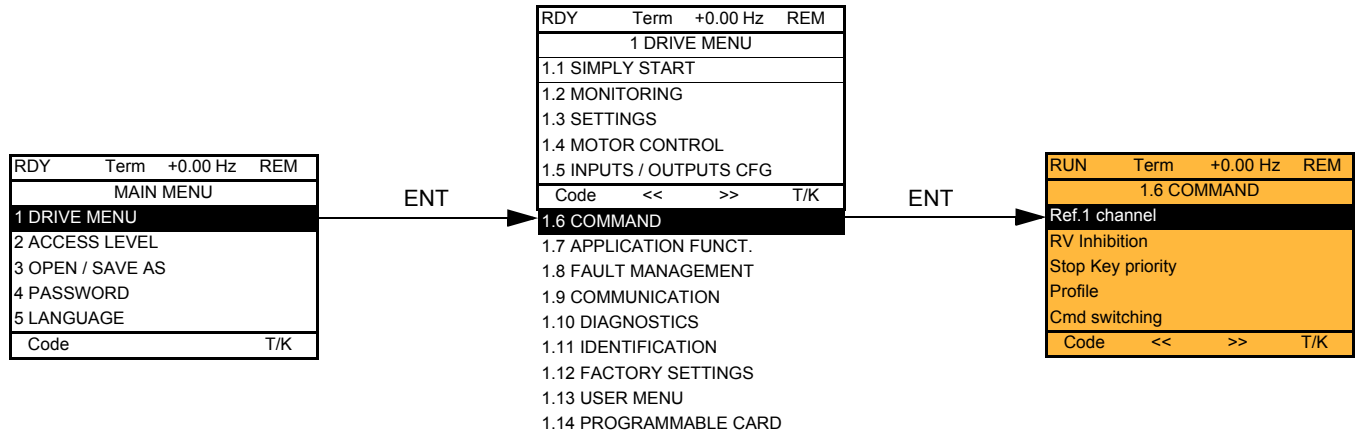 RDY Term +0.00 Hz REM
MAIN MENU
1 DRIVE MENU
2 ACCESS LEVEL
3 OPEN / SAVE AS
4 PASSWORD
5 LANGUAGE
Code T/K
ENT
RDY Term +0.00 Hz REM
1 DRIVE MENU
1.1 SIMPLY START
1.2 MONITORING
1.3 SETTINGS
1.4 MOTOR CONTROL
1.5 INPUTS / OUTPUTS CFG
Code << >> T/K
1.6 COMMAND
1.7 APPLICATION FUNCT.
1.8 FAULT MANAGEMENT
1.9 COMMUNICATION
1.10 DIAGNOSTICS
1.11 IDENTIFICATION
1.12 FACTORY SETTINGS
1.13 USER MENU
1.14 PROGRAMMABLE CARD
ENT
RUN Term +0.00 Hz REM
1.6 COMMAND
Ref.1 channel
RV Inhibition
Stop Key priority
Profile
Cmd switching
Code << >> T/K